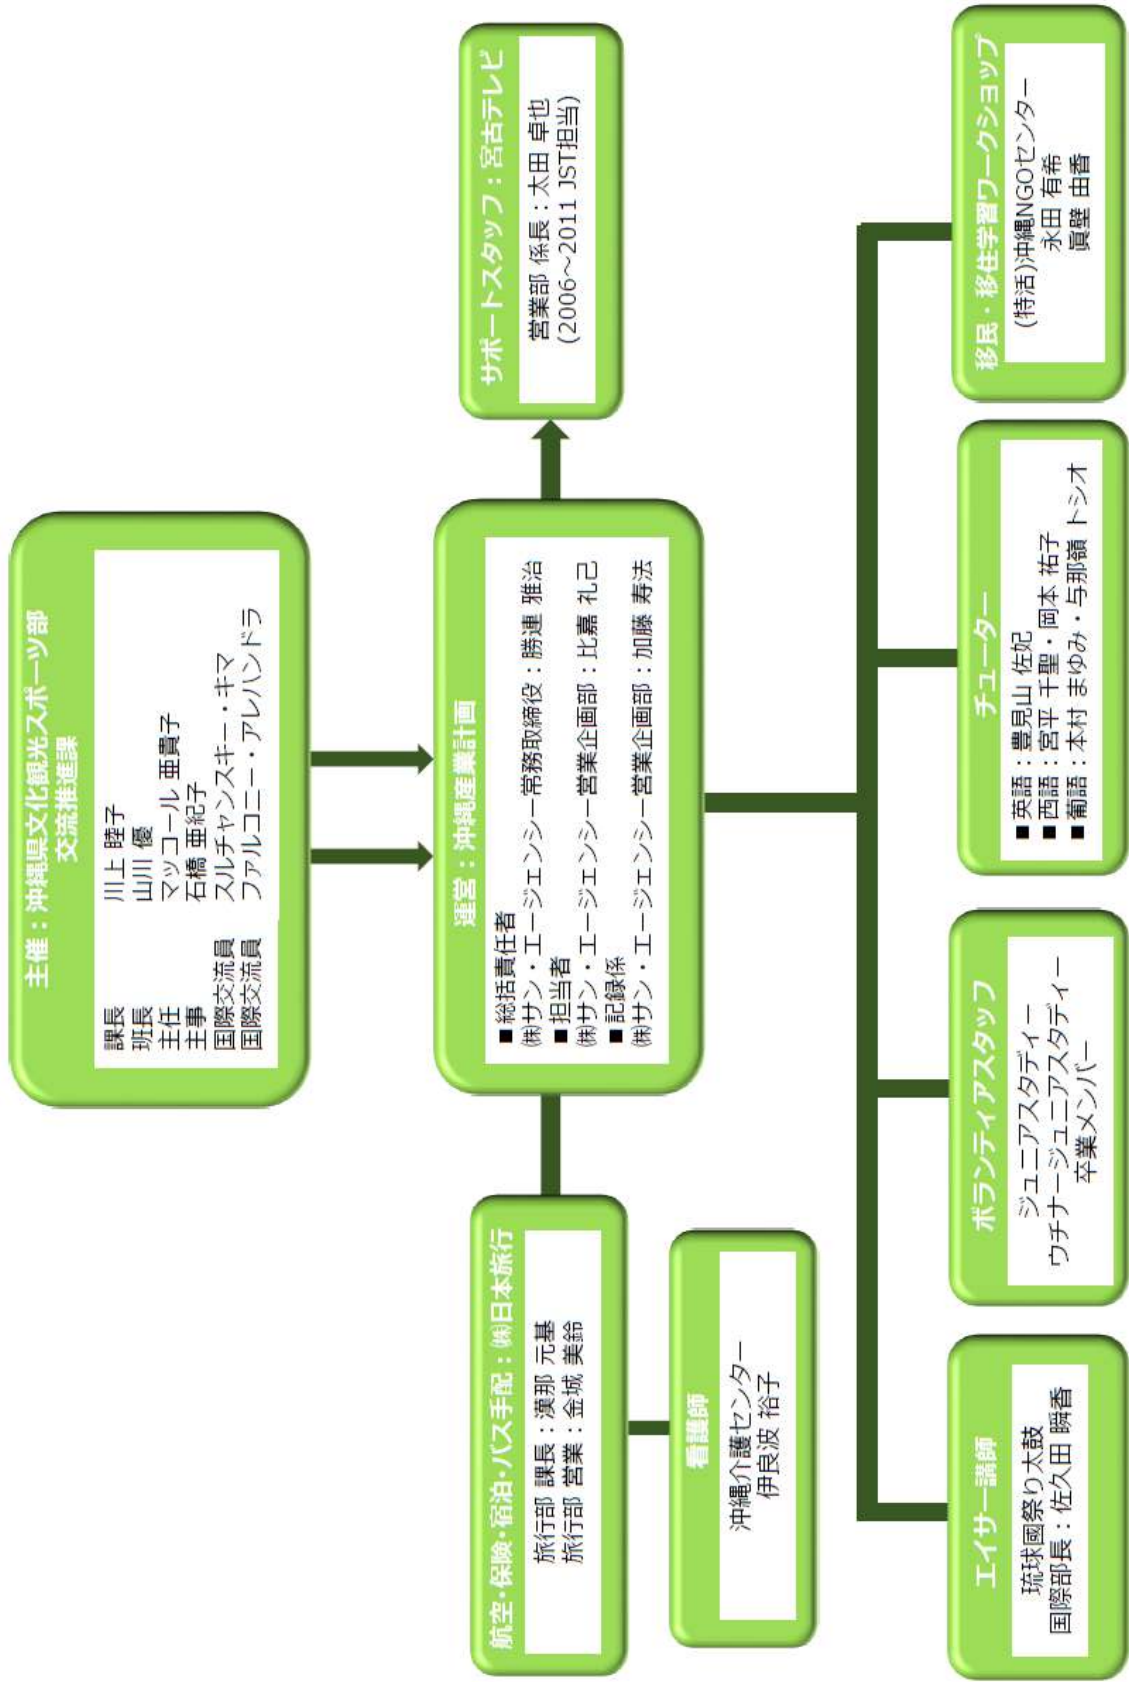 主催：沖縄県文化観光スポーツ部
交流推進課
課長 川上 睦子
班長 山川 優
主任 マッコール 亜貴子
主事 石橋 亜紀子
国際交流員 スルチャンスキー・キマ
国際交流員 ファルコニー・アレハンドラ
運営：沖縄産業計画
■総括責任者
㈱サン・エージェンシー常務取締役：勝連 雅治
■担当者
㈱サン・エージェンシー営業企画部：比嘉 礼己
■記録係
㈱サン・エージェンシー営業企画部：加藤 寿法
サポートスタッフ：宮古テレビ
営業部 係長：太田 卓也
(2006～2011 JST担当)
航空・保険・宿泊・バス手配：㈱日本旅行
旅行部 課長：漢那 元基
旅行部 営業：金城 美鈴
看護師
沖縄介護センター
伊良波 裕子
エイサー講師
琉球國祭り太鼓
国際部長：佐久田 瞬香
ボランティアスタッフ
ジュニアスタディー
ウチナージュニアスタディー
卒業メンバー
チューター
■英語：豊見山 佐妃
■西語：宮平 千聖・岡本 祐子
■葡語：本村 まゆみ・与那嶺 トシオ
移民・移住学習ワークショップ
(特活)沖縄NGOセンター
永田 有希
眞壁 由香